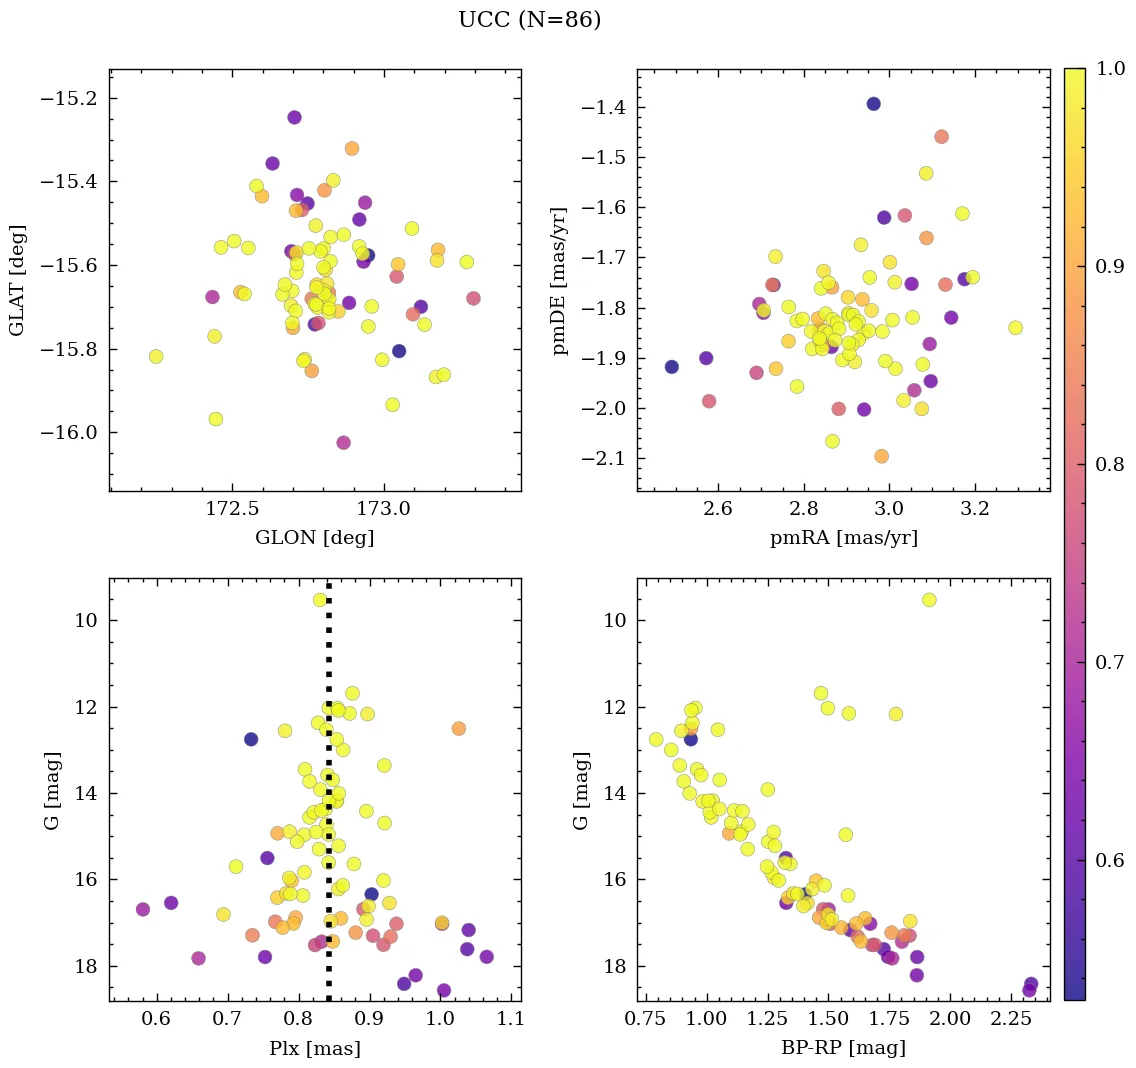 UCC (N=86)
−15.2
−15.4
−15.6
−15.8
−16.0
GLAT [deg]
172.5 173.0
GLON [deg]
−1.4
−1.5
−1.6
−1.7
−1.8
−1.9
−2.0
−2.1
pmDE [mas/yr]
2.6 2.8 3.0 3.2
pmRA [mas/yr]
10
12
14
16
18
G [mag]
0.6 0.7 0.8 0.9 1.0 1.1
Plx [mas]
10
12
14
16
18
G [mag]
0.75 1.00 1.25 1.50 1.75 2.00 2.25
BP-RP [mag]
1.0
0.9
0.8
0.7
0.6